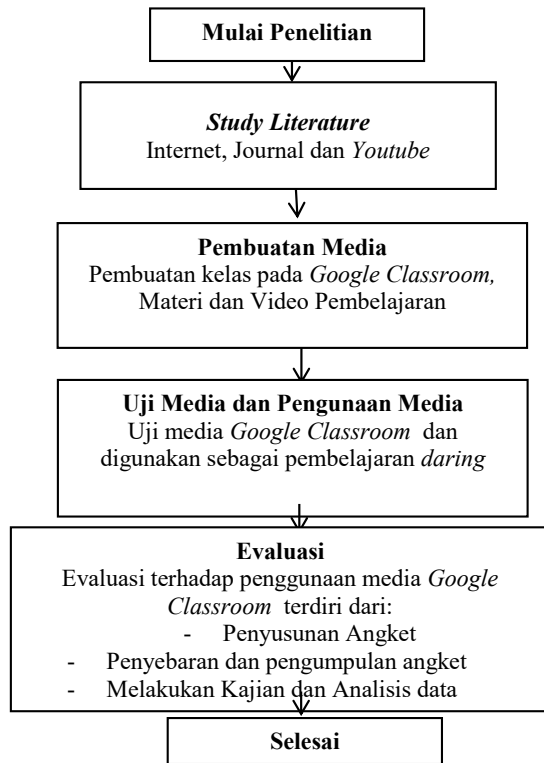 Mulai Penelitian
Study Literature
Internet, Journal dan Youtube
Pembuatan Media
Pembuatan kelas pada Google Classroom,
Materi dan Video Pembelajaran
Uji Media dan Pengunaan Media
Uji media Google Classroom dan
digunakan sebagai pembelajaran daring
Evaluasi
Evaluasi terhadap penggunaan media Google
Classroom terdiri dari:
- Penyusunan Angket
- Penyebaran dan pengumpulan angket
- Melakukan Kajian dan Analisis data
Selesai